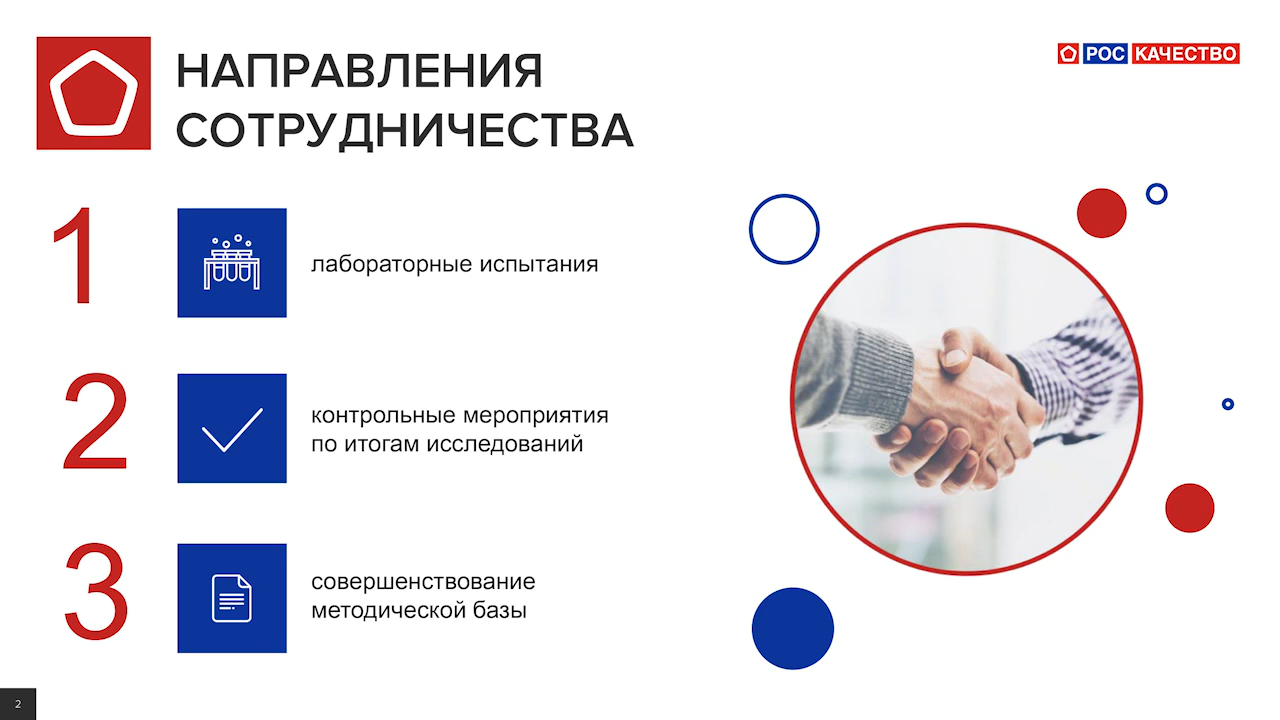 НАПРАВЛЕНИЯ
СОТРУДНИЧЕСТВА
РОС КАЧЕСТВО
1
лабораторные испытания
2
контрольные мероприятия
по итогам исследований
3
совершенствование
методической базы
2